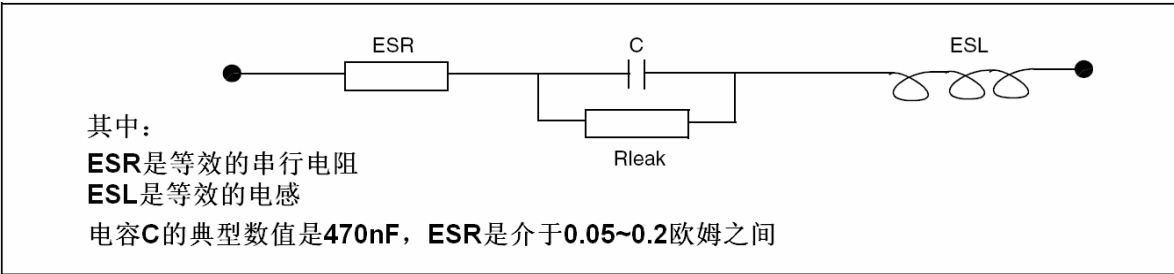 ESR
C
ESL
Rleak
其中：
ESR是等效的串行电阻
ESL是等效的电感
电容C的典型数值是470nF，ESR是介于0.05~0.2欧姆之间